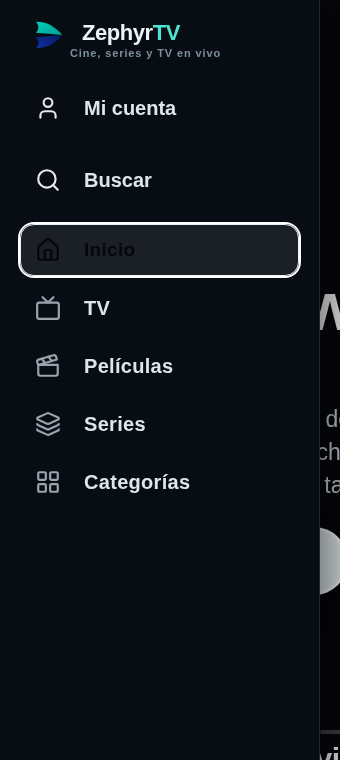 ZephyrTV
Cine, series y TV en vivo
Mi cuenta
Buscar
Inicio
TV
Películas
Series
Categorías